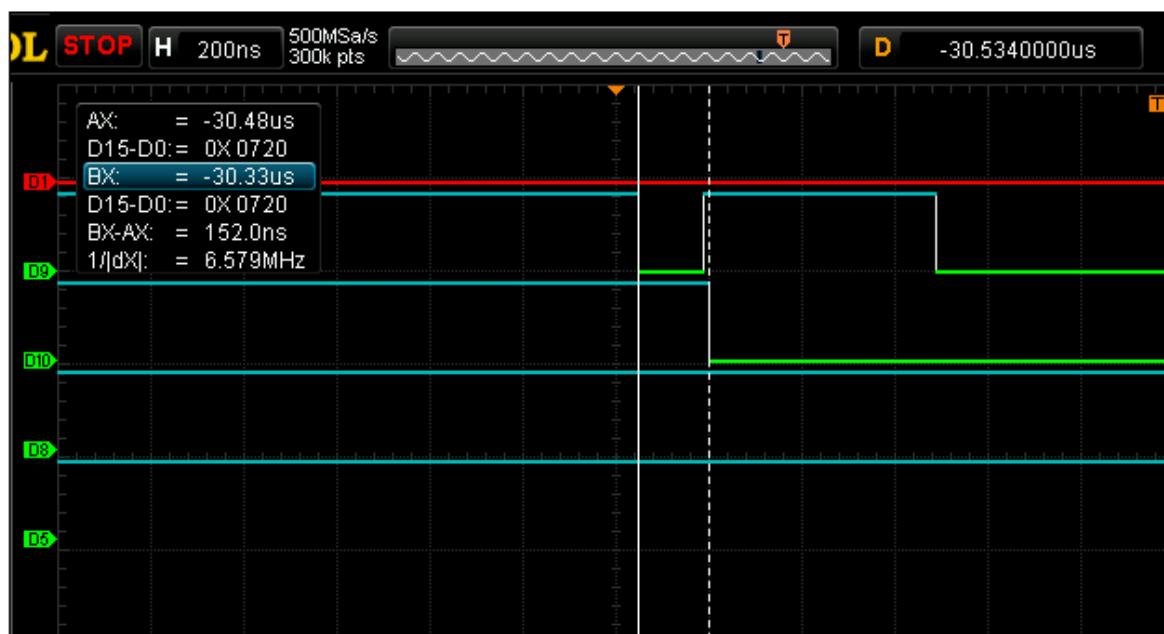 OL STOP H 200ns 500MSa/s 300k pts T D -30.5340000us
T
AX: = -30.48us
D15-D0: = 0X 0720
BX: = -30.33us
D15-D0: = 0X 0720
BX-AX: = 152.0ns
1/|dX|: = 6.579MHz
D1
D9
D10
D8
D5